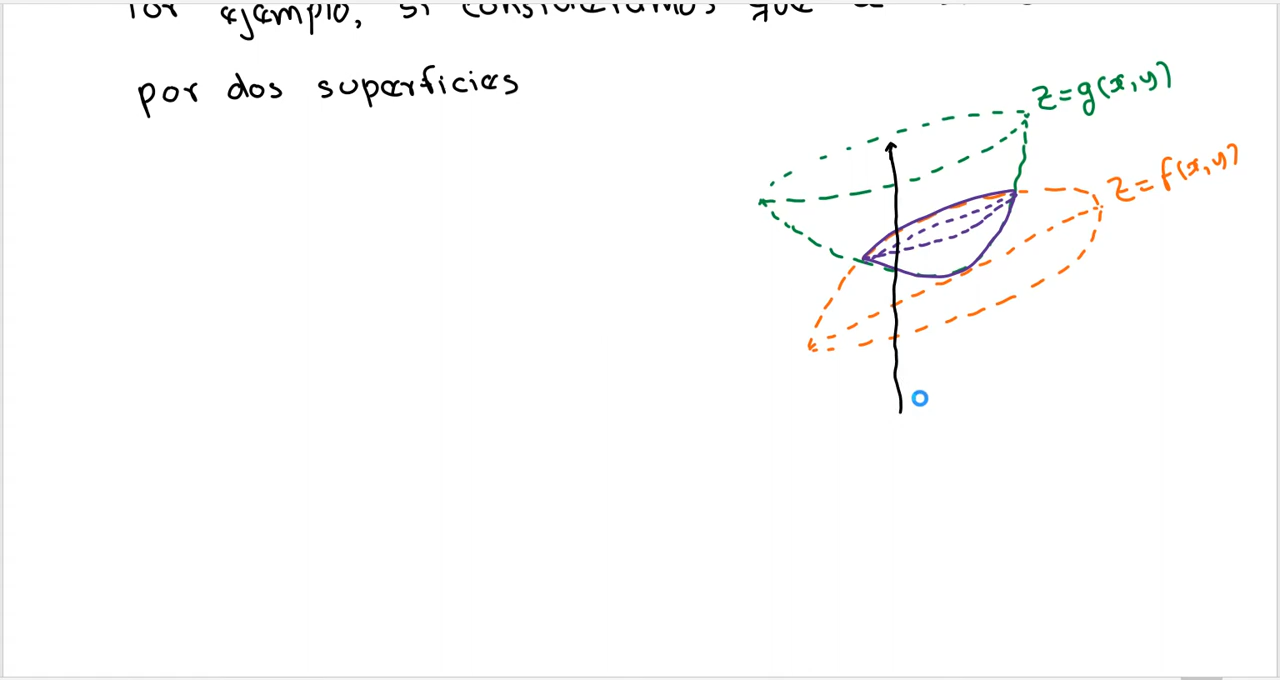 por ejemplo, si consideramos que
por dos superficies
z=g(x,y)
z=f(x,y)